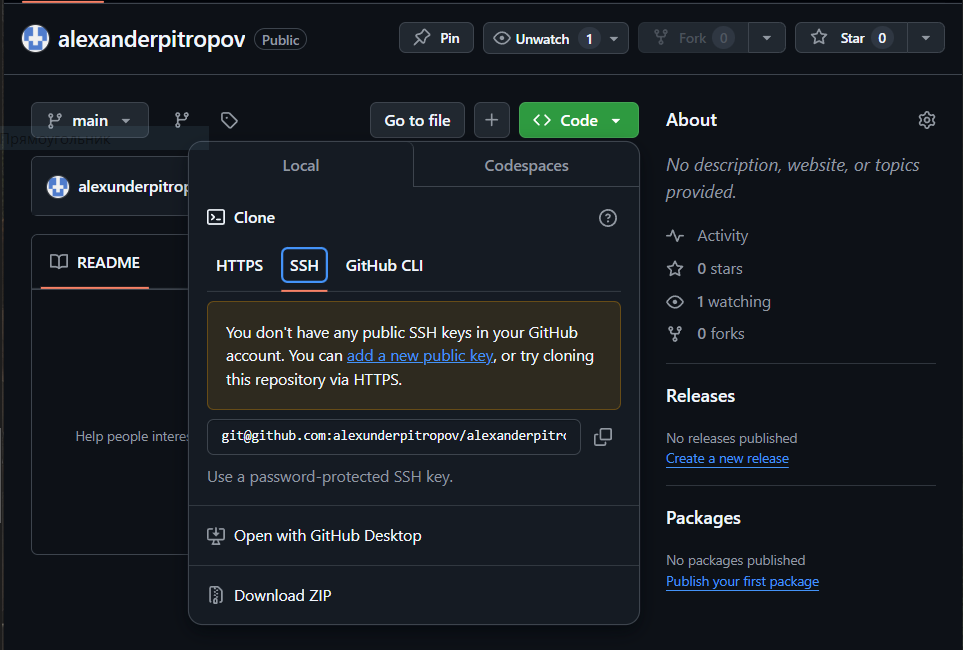 alexanderpitropov Public
Pin
Unwatch 1
Fork 0
Star 0
main
Прямоугольник
Go to file
Code
alexunderpitrop
README
Help people interes
Local
Codespaces
Clone
HTTPS SSH GitHub CLI
You don't have any public SSH keys in your GitHub
account. You can add a new public key, or try cloning
this repository via HTTPS.
git@github.com:alexunderpitropov/alexanderpitro
Use a password-protected SSH key.
Open with GitHub Desktop
Download ZIP
About
No description, website, or topics
provided.
Activity
0 stars
1 watching
0 forks
Releases
No releases published
Create a new release
Packages
No packages published
Publish your first package